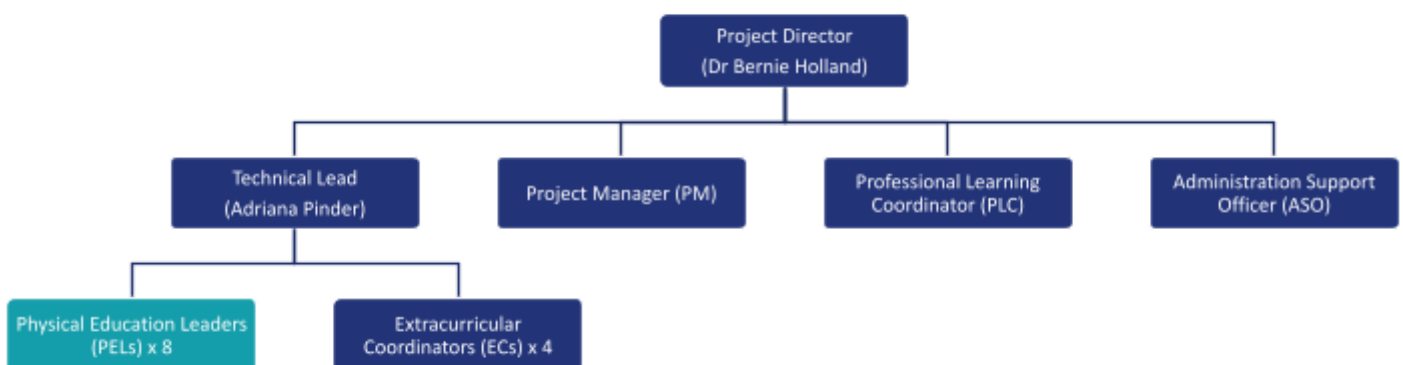 Project Director
(Dr Bernie Holland)
Technical Lead
(Adriana Pinder)
Project Manager (PM)
Professional Learning
Coordinator (PLC)
Administration Support
Officer (ASO)
Physical Education Leaders
(PELs) x 8
Extracurricular
Coordinators (ECs) x 4